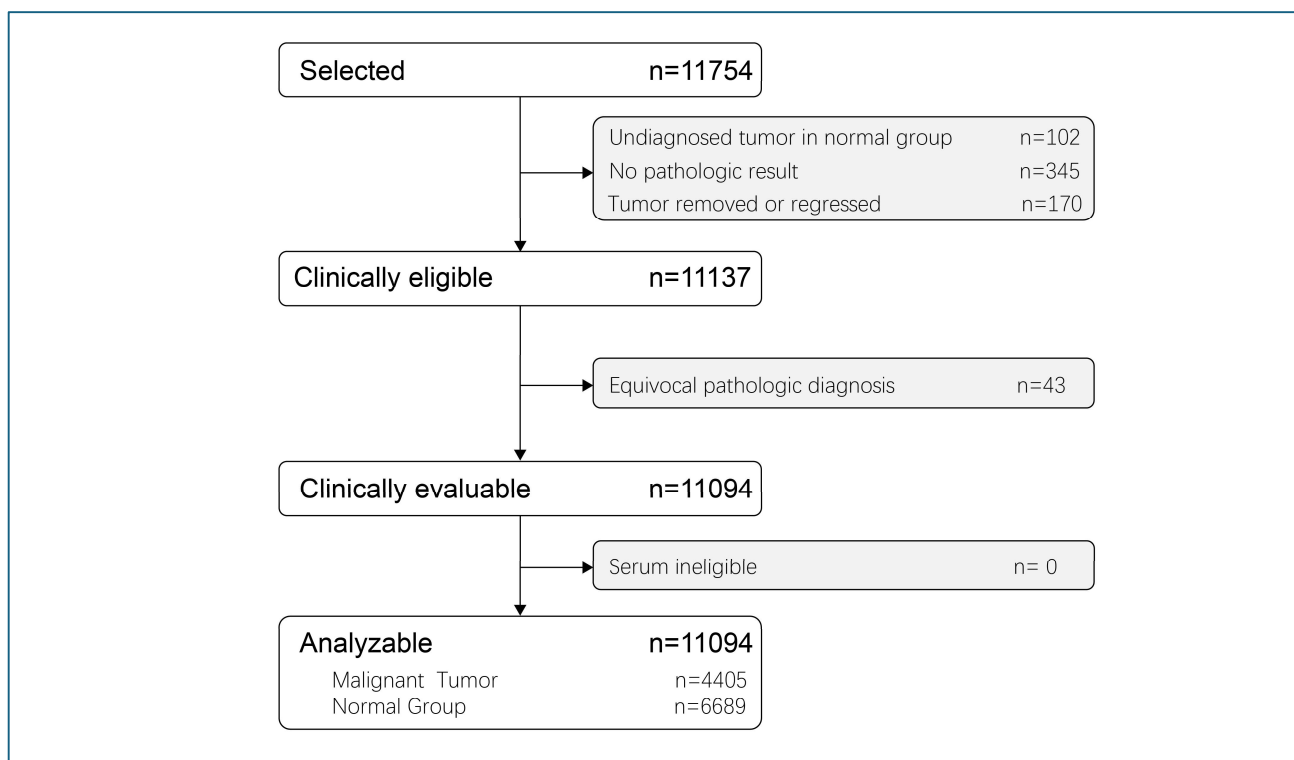 Selected n=11754
Undiagnosed tumor in normal group n=102
No pathologic result n=345
Tumor removed or regressed n=170
Clinically eligible n=11137
Equivocal pathologic diagnosis n=43
Clinically evaluable n=11094
Serum ineligible n= 0
Analyzable n=11094
Malignant Tumor n=4405
Normal Group n=6689